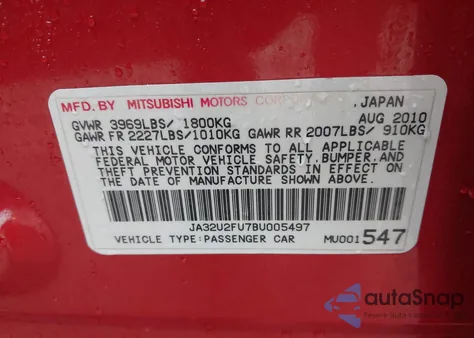 MFD. BY MITSUBISHI MOTORS CORPORATION, JAPAN
GVWR 3969LBS/ 1800KG AUG 2010
GAWR FR 2227LBS/1010KG GAWR RR 2007LBS/ 910KG
THIS VEHICLE CONFORMS TO ALL APPLICABLE
FEDERAL MOTOR VEHICLE SAFETY, BUMPER, AND
THEFT PREVENTION STANDARDS IN EFFECT ON THE
DATE OF MANUFACTURE SHOWN ABOVE.
JA32U2FU7BU005497
VEHICLE TYPE:PASSENGER CAR MU001547
autoSnap